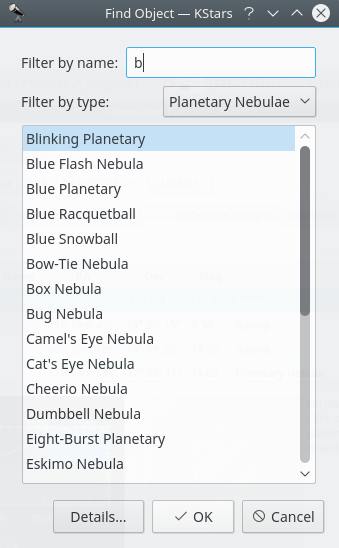 Find Object — KStars
Filter by name: b
Filter by type: Planetary Nebulae
Blinking Planetary
Blue Flash Nebula
Blue Planetary
Blue Racquetball
Blue Snowball
Bow-Tie Nebula
Box Nebula
Bug Nebula
Camel's Eye Nebula
Cat's Eye Nebula
Cheerio Nebula
Dumbbell Nebula
Eight-Burst Planetary
Eskimo Nebula
Details... OK Cancel